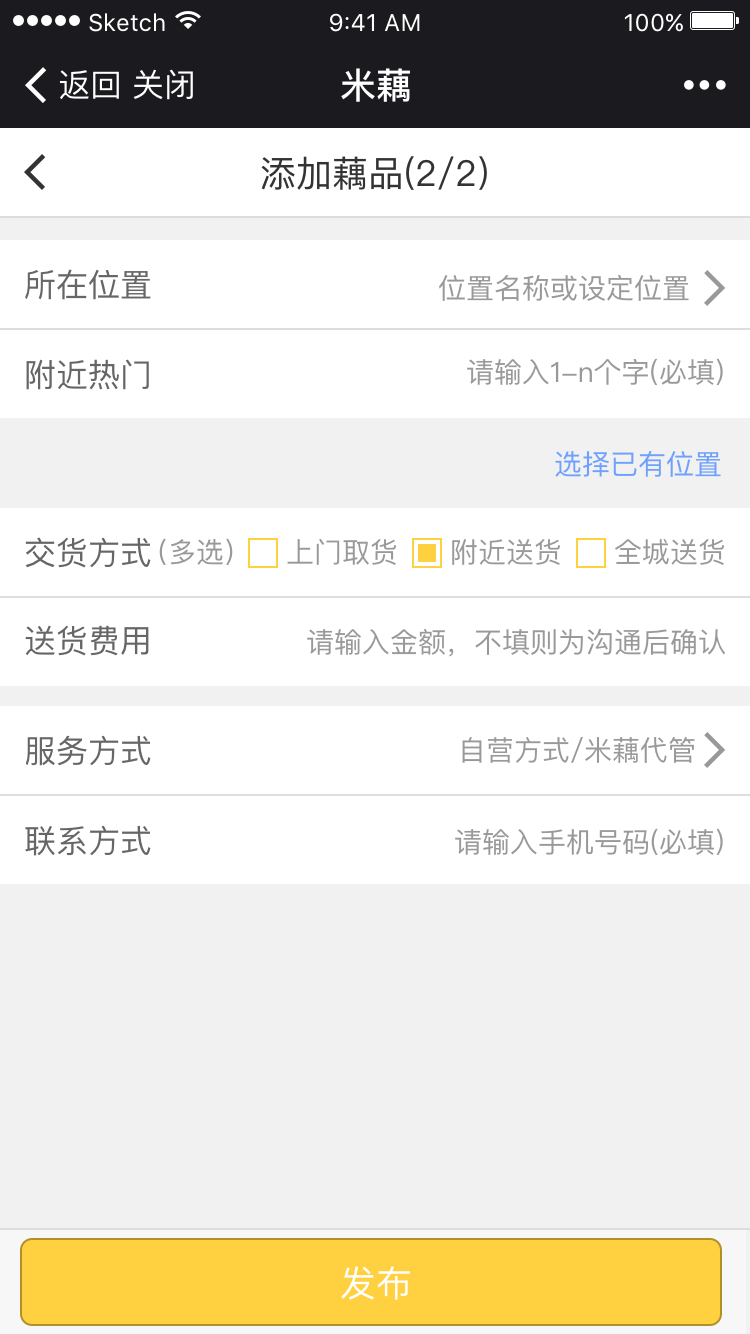 Sketch 9:41 AM 100%
返回 关闭 米藕
添加藕品(2/2)
所在位置 位置名称或设定位置
附近热门 请输入1-n个字(必填)
选择已有位置
交货方式(多选) 上门取货 附近送货 全城送货
送货费用 请输入金额，不填则为沟通后确认
服务方式 自营方式/米藕代管
联系方式 请输入手机号码(必填)
发布